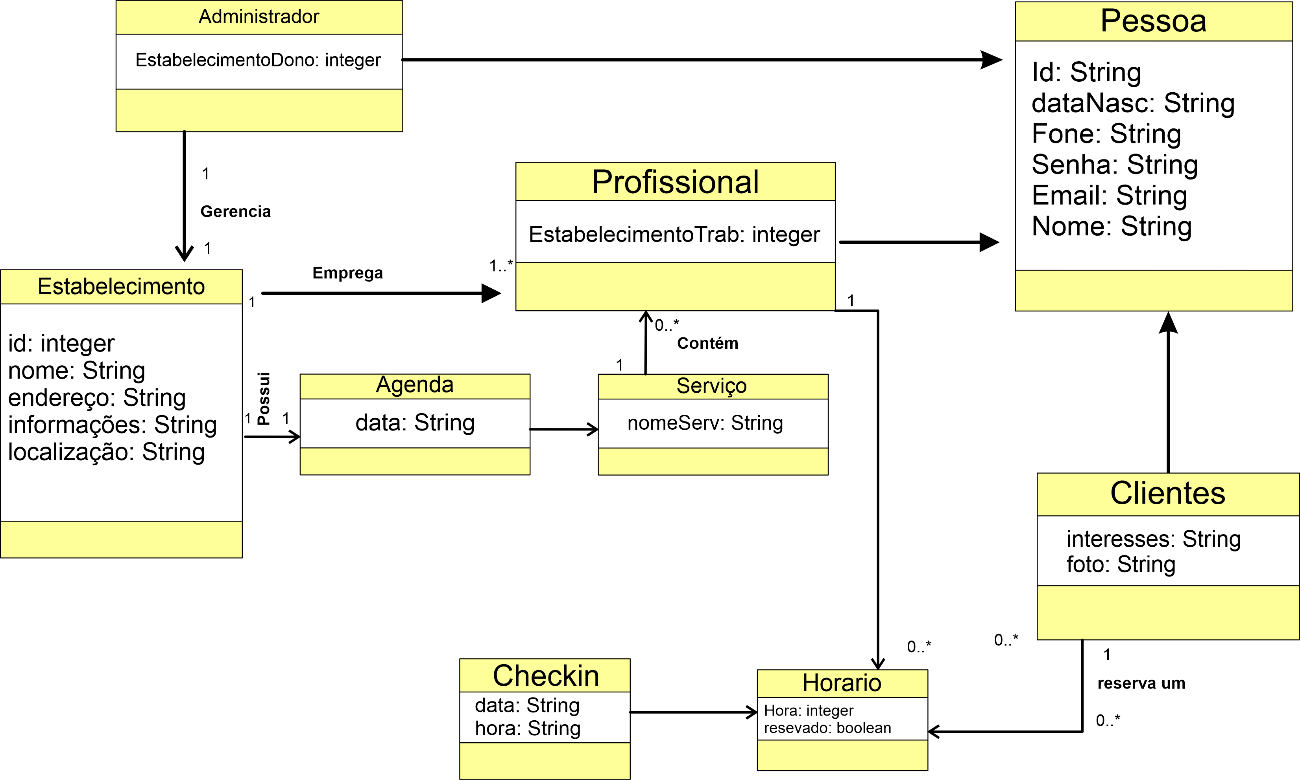 Administrador
EstabelecimentoDono: integer
Pessoa
Id: String
dataNasc: String
Fone: String
Senha: String
Email: String
Nome: String
1
Gerencia
1
Profissional
EstabelecimentoTrab: integer
1..*
Emprega
1
Estabelecimento
id: integer
nome: String
endereço: String
informações: String
localização: String
1
Possui
1
Agenda
data: String
0..*
Contém
1
Serviço
nomeServ: String
1
0..*
Clientes
interesses: String
foto: String
0..*
1
reserva um
0..*
Checkin
data: String
hora: String
Horario
Hora: integer
resevado: boolean